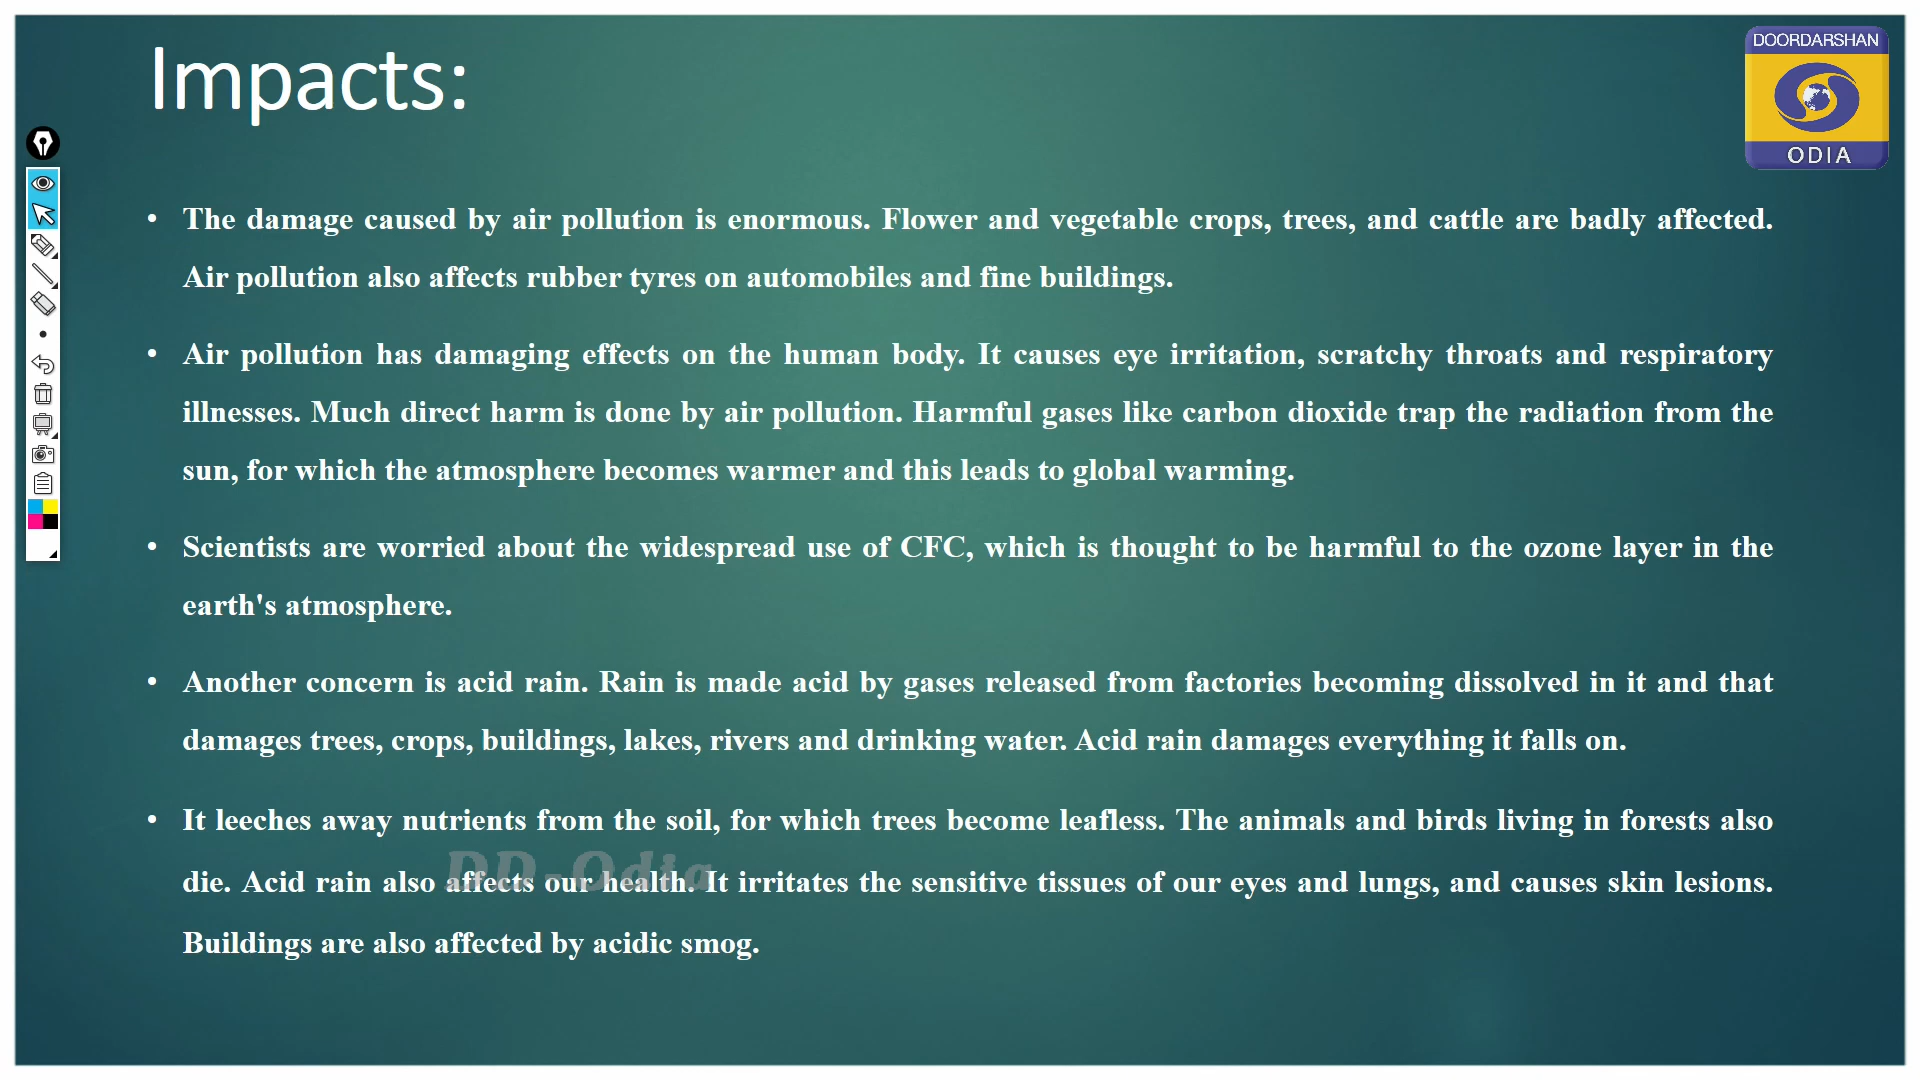 Impacts:
DOORDARSHAN
ODIA
• The damage caused by air pollution is enormous. Flower and vegetable crops, trees, and cattle are badly affected.
Air pollution also affects rubber tyres on automobiles and fine buildings.
• Air pollution has damaging effects on the human body. It causes eye irritation, scratchy throats and respiratory
illnesses. Much direct harm is done by air pollution. Harmful gases like carbon dioxide trap the radiation from the
sun, for which the atmosphere becomes warmer and this leads to global warming.
• Scientists are worried about the widespread use of CFC, which is thought to be harmful to the ozone layer in the
earth's atmosphere.
• Another concern is acid rain. Rain is made acid by gases released from factories becoming dissolved in it and that
damages trees, crops, buildings, lakes, rivers and drinking water. Acid rain damages everything it falls on.
• It leeches away nutrients from the soil, for which trees become leafless. The animals and birds living in forests also
die. Acid rain also affects our health. It irritates the sensitive tissues of our eyes and lungs, and causes skin lesions.
Buildings are also affected by acidic smog.
DD-Odia